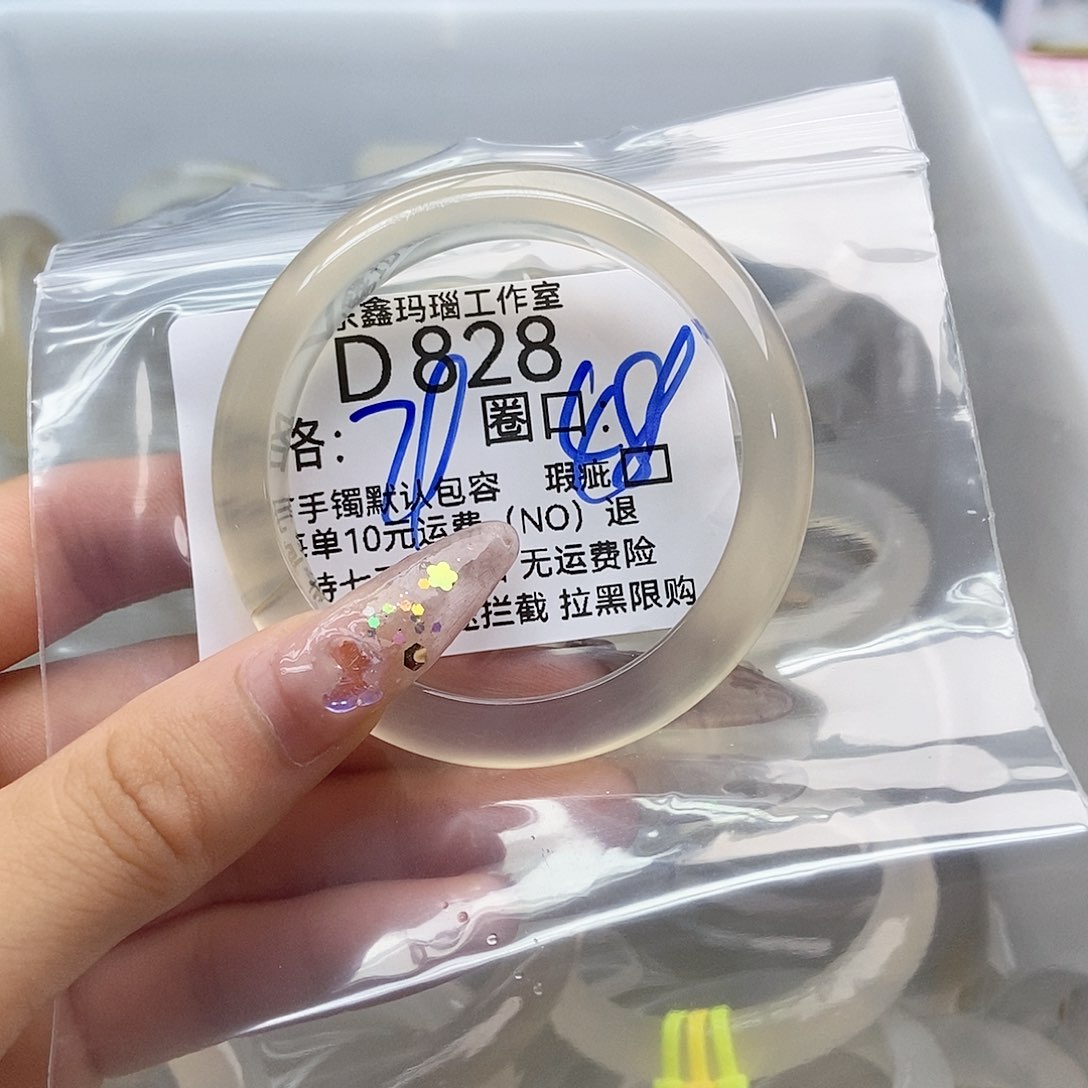 鑫玛瑙工作室
D828
格: 圈口: 58
手镯默认包容 瑕疵
单10元运费 (NO) 退
无运费险
拦截 拉黑限购